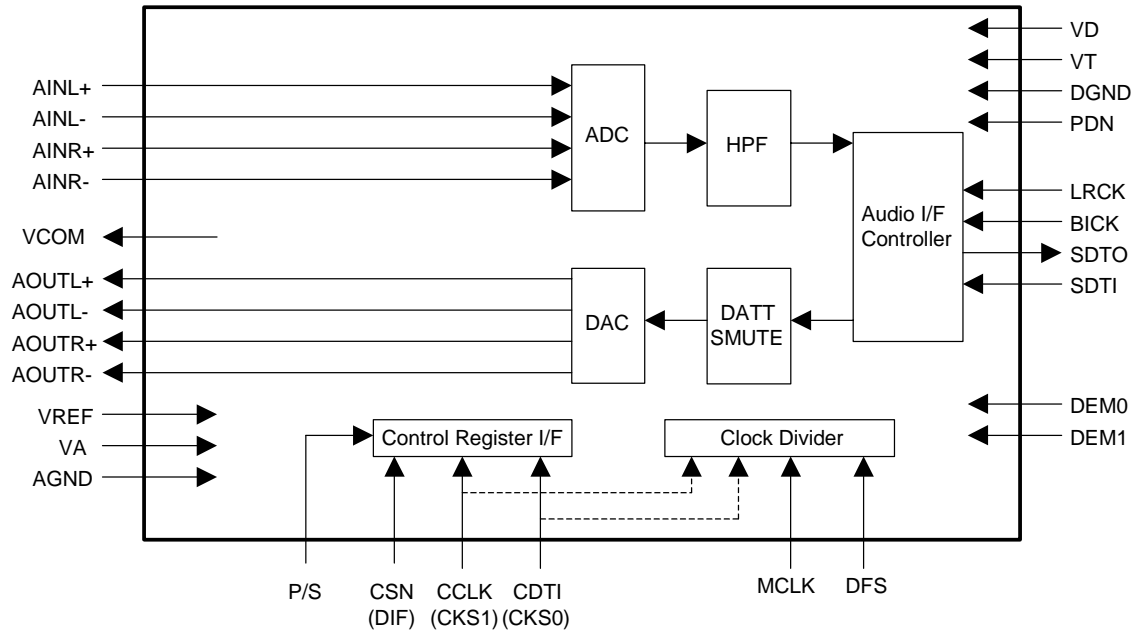 VD
VT
DGND
PDN
AINL+
AINL-
AINR+
AINR-
ADC
HPF
Audio I/F
Controller
LRCK
BICK
SDTO
SDTI
VCOM
AOUTL+
AOUTL-
AOUTR+
AOUTR-
DAC
DATT
SMUTE
VREF
VA
AGND
DEM0
DEM1
Control Register I/F
Clock Divider
P/S
CSN
(DIF)
CCLK
(CKS1)
CDTI
(CKS0)
MCLK
DFS